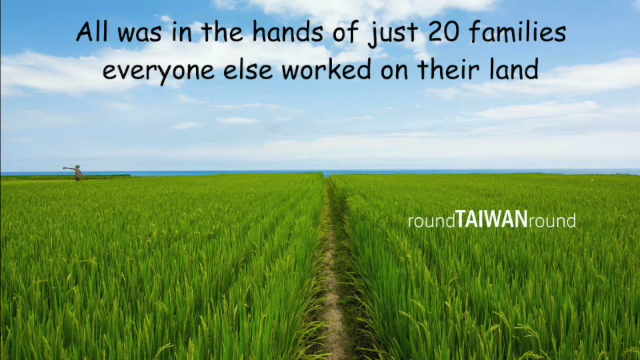 All was in the hands of just 20 families
everyone else worked on their land
roundTAIWANround